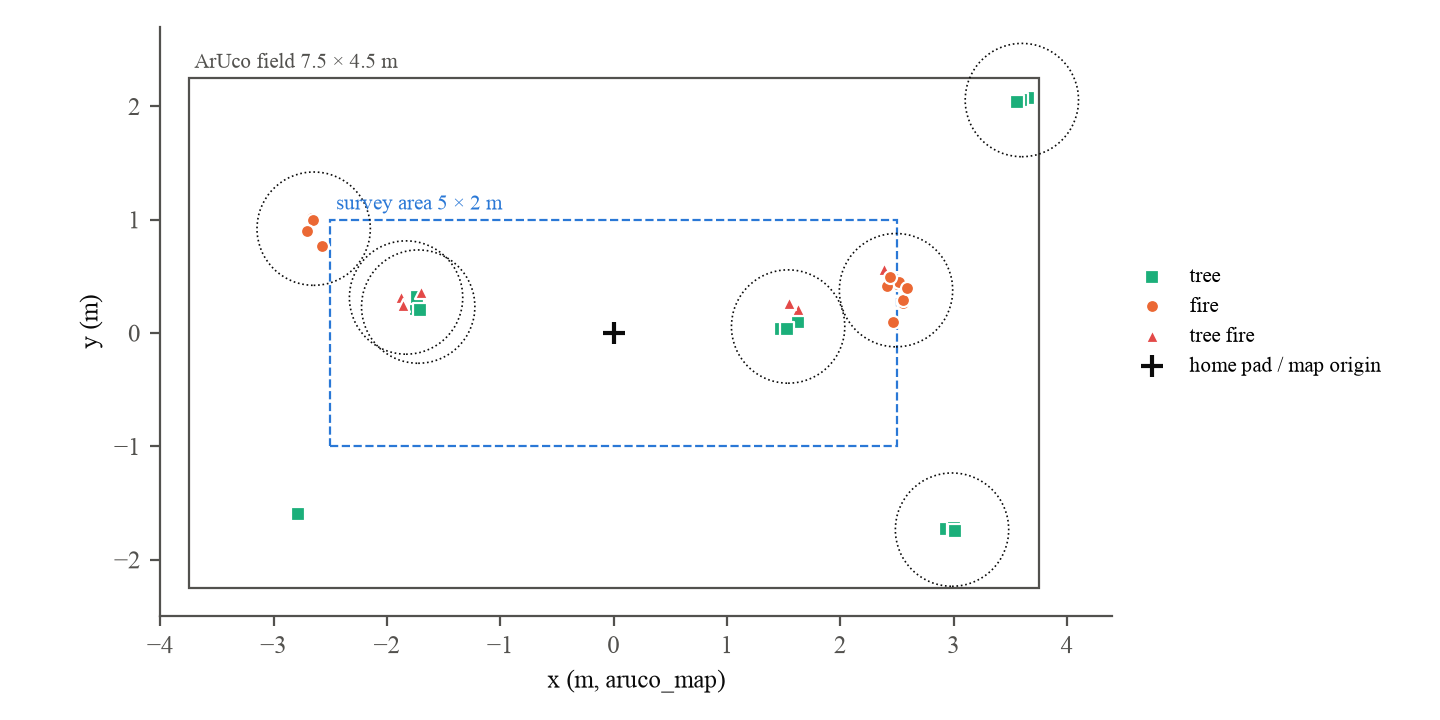 ArUco field 7.5 × 4.5 m
survey area 5 × 2 m
2
1
0
−1
−2
y (m)
−4
−3
−2
−1
0
1
2
3
4
x (m, aruco_map)
tree
fire
tree fire
home pad / map origin